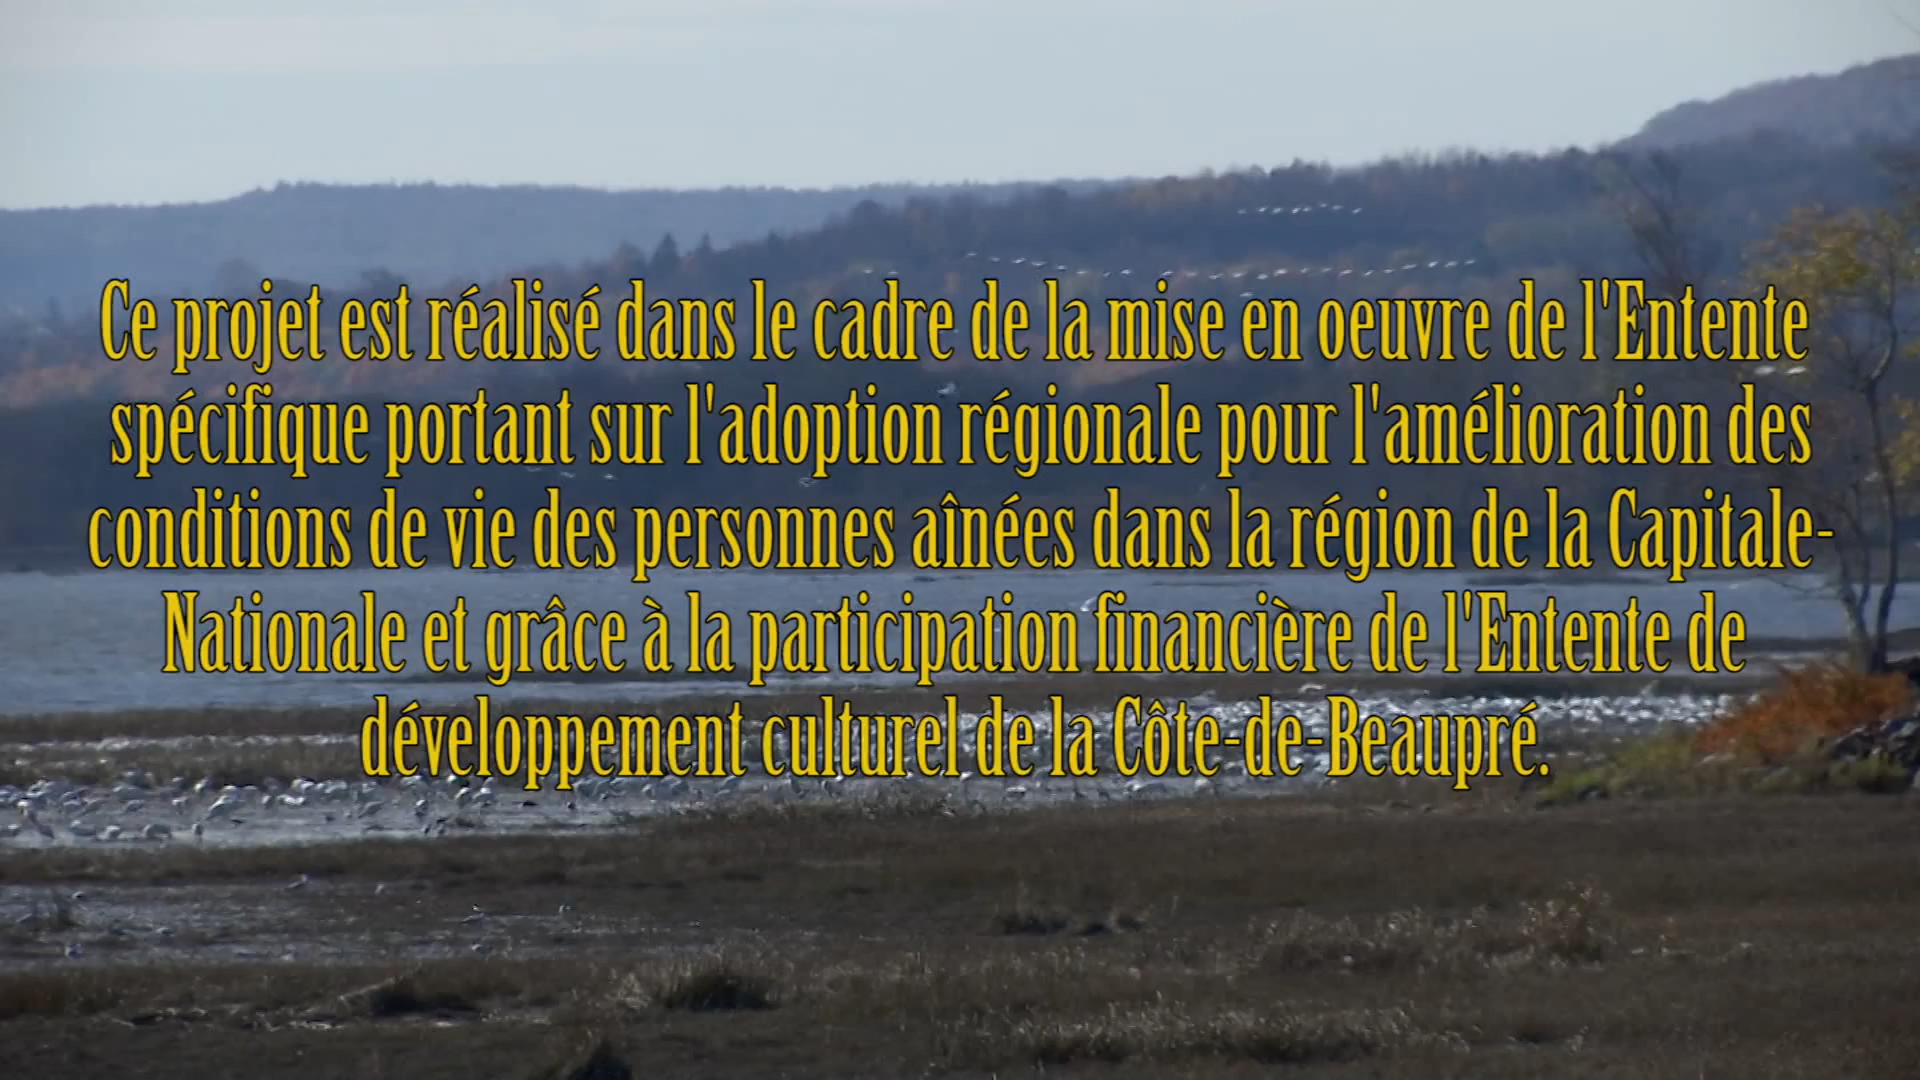 Ce projet est réalisé dans le cadre de la mise en oeuvre de l'Entente
spécifique portant sur l'adoption régionale pour l'amélioration des
conditions de vie des personnes aînées dans la région de la Capitale-
Nationale et grâce à la participation financière de l'Entente de
développement culturel de la Côte-de-Beaupré.